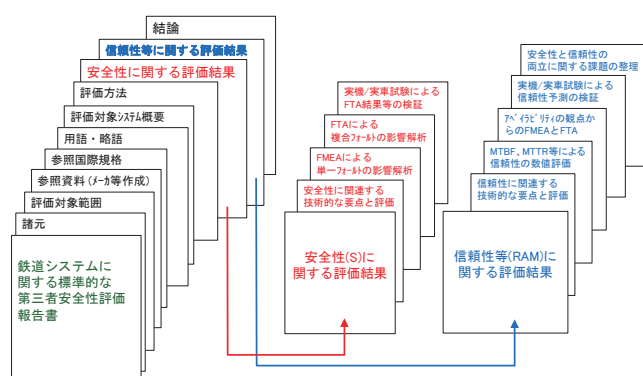 結論
信頼性等に関する評価結果
安全性に関する評価結果
評価方法
評価対象システム概要
用語・略語
参照国際規格
参照資料(メーカ等作成)
評価対象範囲
諸元
鉄道システムに
関する標準的な
第三者安全性評価
報告書
実機/実車試験による
FTA結果等の検証
FTAによる
複合フォールトの影響解析
FMEAによる
単一フォールトの影響解析
安全性に関連する
技術的な要点と評価
安全性(S)に
関する評価結果
安全性と信頼性の
両立に関する課題の整理
実機/実車試験による
信頼性予測の検証
ｱﾍﾞｲﾗﾋﾞﾘﾃｨの観点か
らのFMEAとFTA
MTBF、MTTR等による
信頼性の数値評価
信頼性に関連する
技術的な要点と評価
信頼性等(RAM)に
関する評価結果